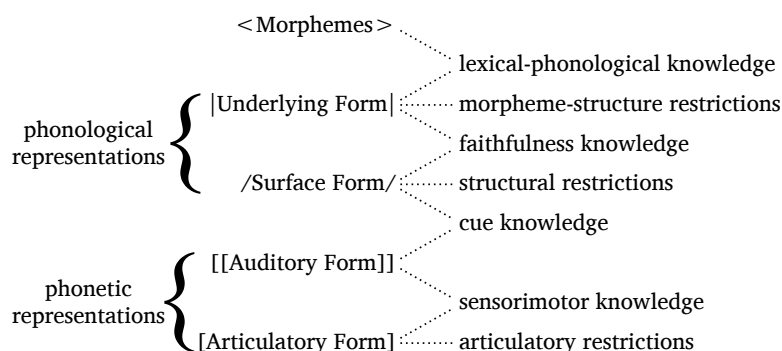 <Morphemes>
lexical-phonological knowledge
|Underlying Form|
morpheme-structure restrictions
phonological
representations
faithfulness knowledge
/Surface Form/
structural restrictions
cue knowledge
[[Auditory Form]]
phonetic
representations
sensorimotor knowledge
[Articulatory Form]
articulatory restrictions